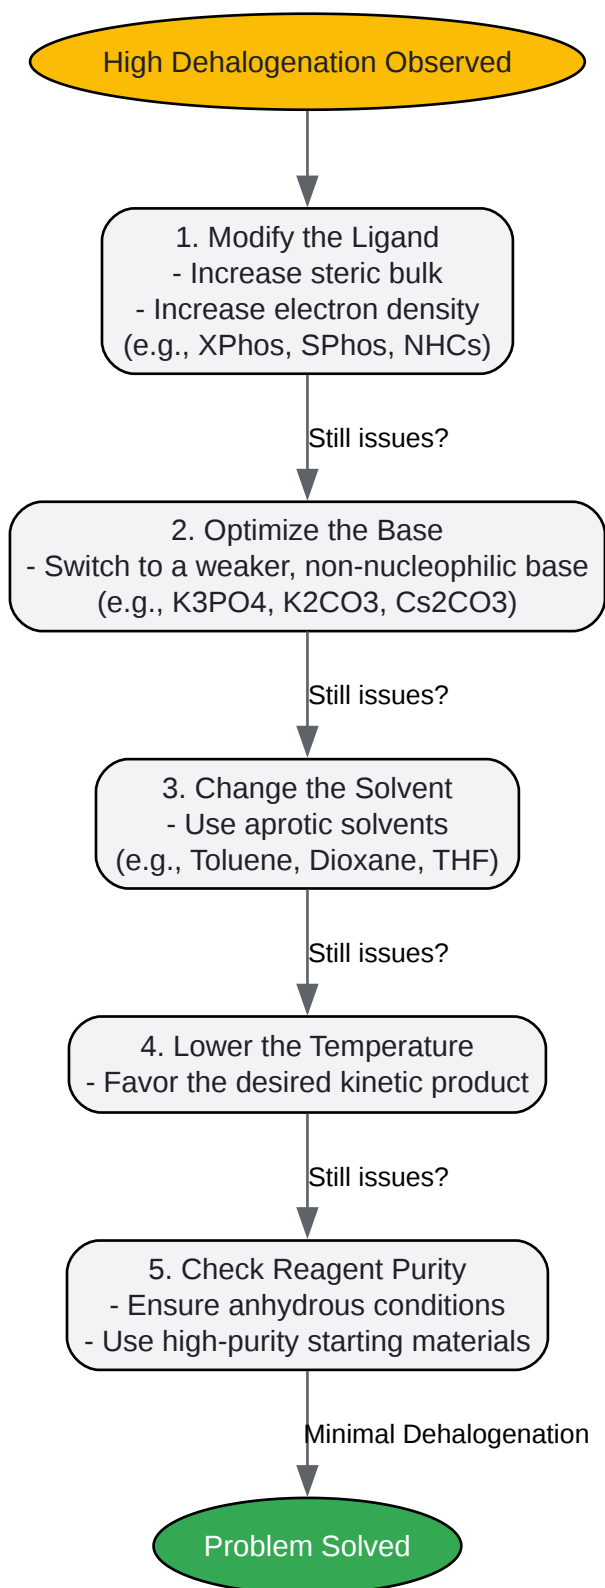 High Dehalogenation Observed
1. Modify the Ligand
- Increase steric bulk
- Increase electron density
(e.g., XPhos, SPhos, NHCs)
Still issues?
2. Optimize the Base
- Switch to a weaker, non-nucleophilic base
(e.g., K3PO4, K2CO3, Cs2CO3)
Still issues?
3. Change the Solvent
- Use aprotic solvents
(e.g., Toluene, Dioxane, THF)
Still issues?
4. Lower the Temperature
- Favor the desired kinetic product
Still issues?
5. Check Reagent Purity
- Ensure anhydrous conditions
- Use high-purity starting materials
Minimal Dehalogenation
Problem Solved